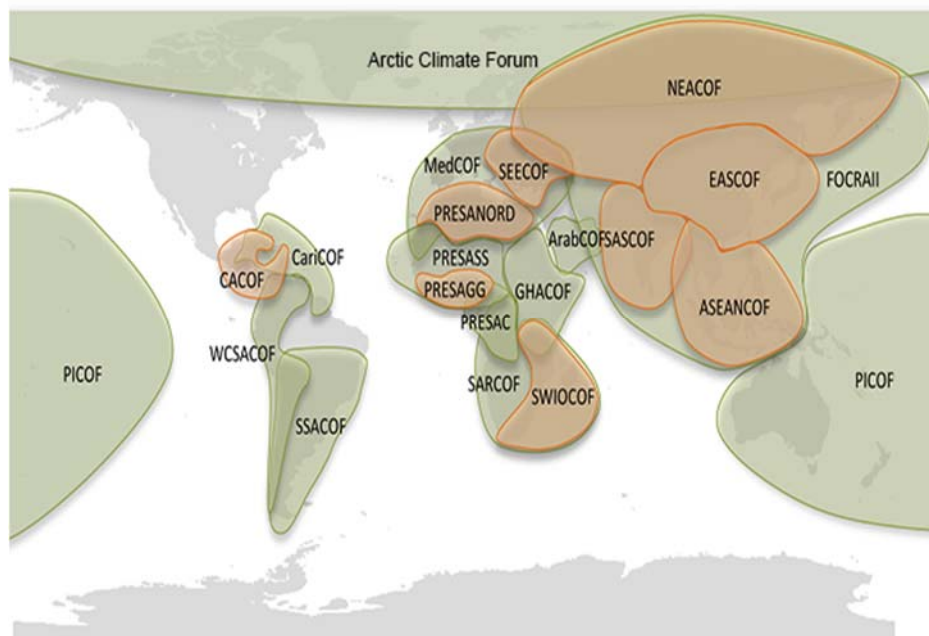 Arctic Climate Forum
NEACOF
MedCOF
SEECOF
EASCOF
FOCRAII
PRESANORD
ArabCOF
SASCOF
CariCOF
PRESASS
CACOF
PRESAGG
GHACOF
ASEANCOF
PRESAC
WCSACOF
PICOF
SARCOF
SWIOCOF
PICOF
SSACOF